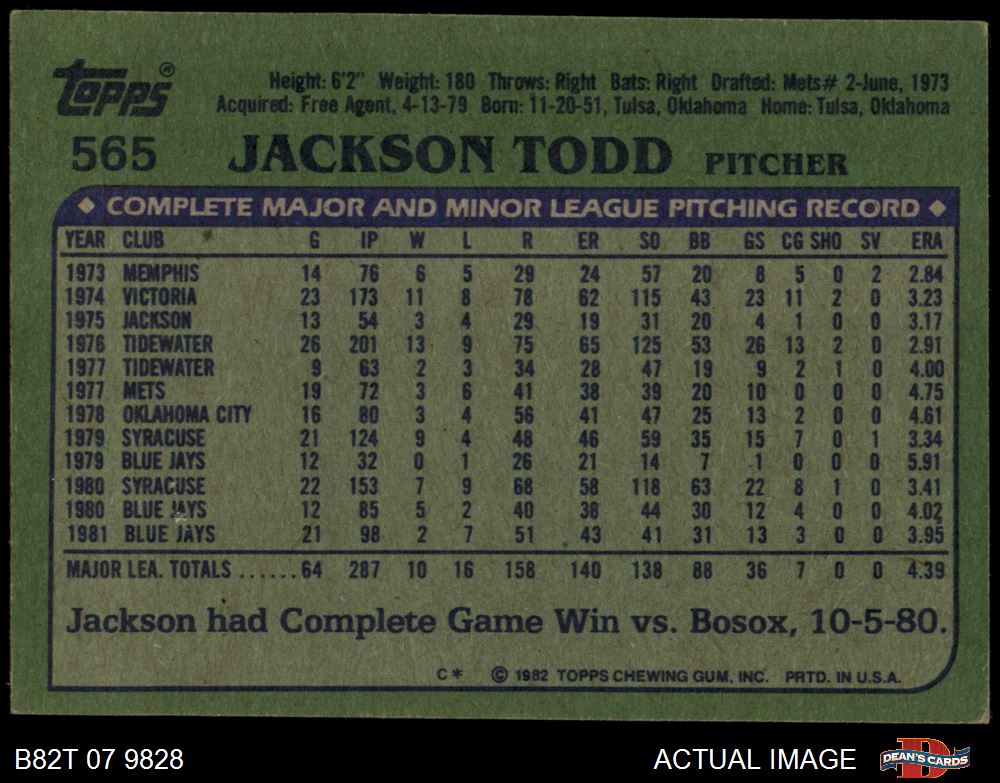 Topps
Height: 6'2" Weight: 180 Throws: Right Bats: Right Drafted: Mets# 2-June, 1973
Acquired: Free Agent, 4-13-79 Born: 11-20-51, Tulsa, Oklahoma Home: Tulsa, Oklahoma
565 JACKSON TODD PITCHER
◆ COMPLETE MAJOR AND MINOR LEAGUE PITCHING RECORD ◆
YEAR CLUB G IP W L R ER SO BB GS CG SHO SV ERA
1973 MEMPHIS 14 76 6 5 29 24 57 20 8 5 0 2 2.84
1974 VICTORIA 23 173 11 8 78 62 115 43 23 11 2 0 3.23
1975 JACKSON 13 54 3 4 29 19 31 20 4 1 0 0 3.17
1976 TIDEWATER 26 201 13 9 75 65 125 53 26 13 2 0 2.91
1977 TIDEWATER 9 63 2 3 34 28 47 19 9 2 1 0 4.00
1977 METS 19 72 3 6 41 38 39 20 10 0 0 0 4.75
1978 OKLAHOMA CITY 16 80 3 4 56 41 47 25 13 2 0 0 4.61
1979 SYRACUSE 21 124 9 4 48 46 59 35 15 7 0 1 3.34
1979 BLUE JAYS 12 32 0 1 26 21 14 7 1 0 0 0 5.91
1980 SYRACUSE 22 153 7 9 68 58 118 63 22 8 1 0 3.41
1980 BLUE JAYS 12 85 5 2 40 38 44 30 12 4 0 0 4.02
1981 BLUE JAYS 21 98 2 7 51 43 41 31 13 3 0 0 3.95
MAJOR LEA. TOTALS ......64 287 10 16 158 140 138 88 36 7 0 0 4.39
Jackson had Complete Game Win vs. Bosox, 10-5-80.
C* © 1982 TOPPS CHEWING GUM, INC. PRTD. IN U.S.A.
B82T 07 9828 ACTUAL IMAGE DEAN'S CARDS